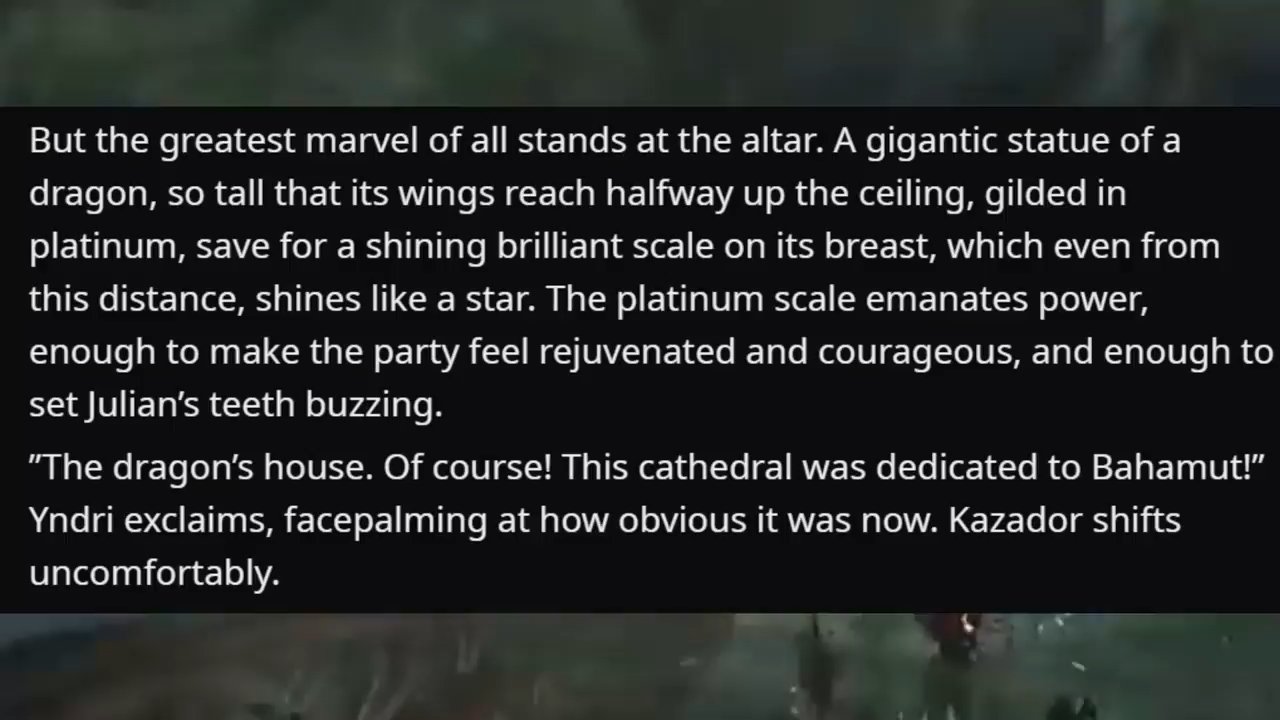 But the greatest marvel of all stands at the altar. A gigantic statue of a
dragon, so tall that its wings reach halfway up the ceiling, gilded in
platinum, save for a shining brilliant scale on its breast, which even from
this distance, shines like a star. The platinum scale emanates power,
enough to make the party feel rejuvenated and courageous, and enough to
set Julian’s teeth buzzing.
”The dragon’s house. Of course! This cathedral was dedicated to Bahamut!”
Yndri exclaims, facepalming at how obvious it was now. Kazador shifts
uncomfortably.